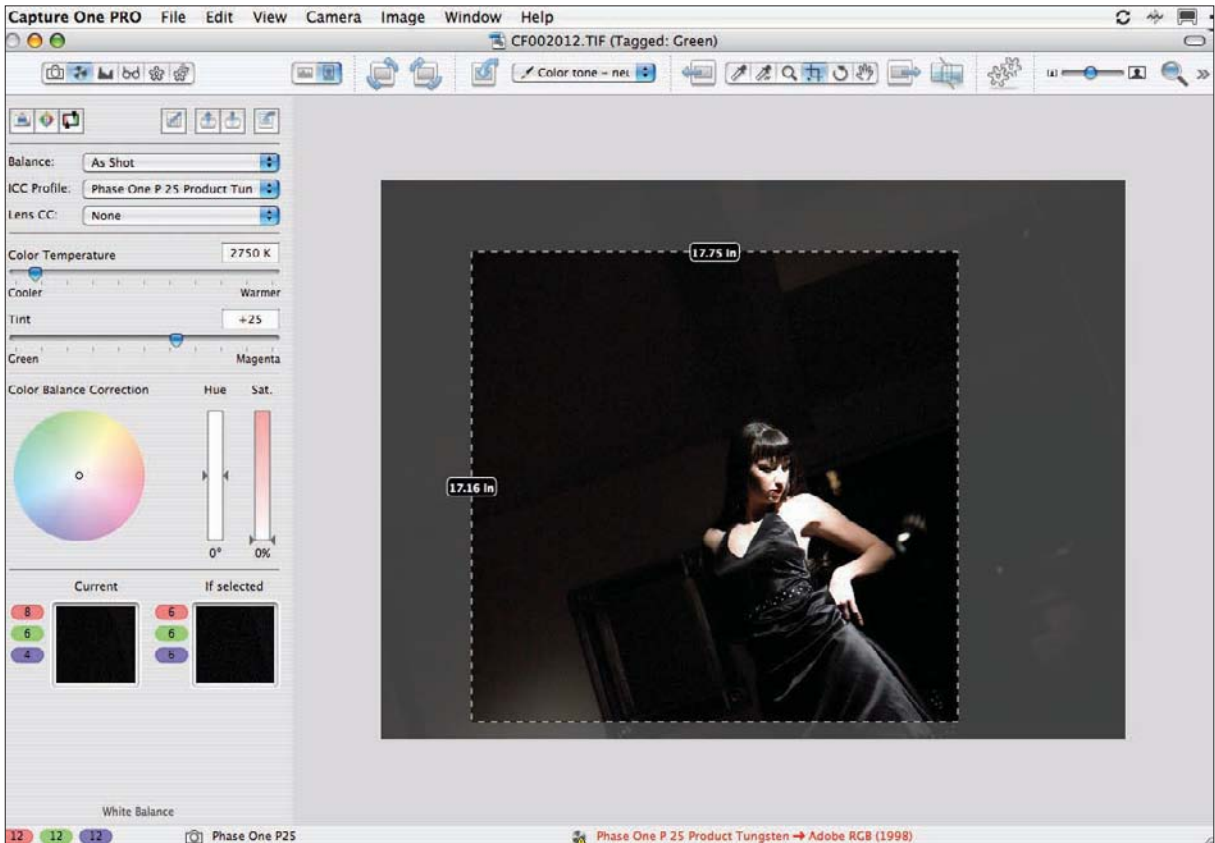 Capture One PRO File Edit View Camera Image Window Help
CF002012.TIF (Tagged: Green)
Color tone – net
Balance: As Shot
ICC Profile: Phase One P 25 Product Tun
Lens CC: None
Color Temperature 2750 K
Cooler Warmer
Tint +25
Green Magenta
Color Balance Correction Hue Sat.
0° 0%
Current If selected
8 6
6 6
4 6
White Balance
17.75 in
17.16 in
12 12 12 Phase One P25 Phase One P 25 Product Tungsten → Adobe RGB (1998)